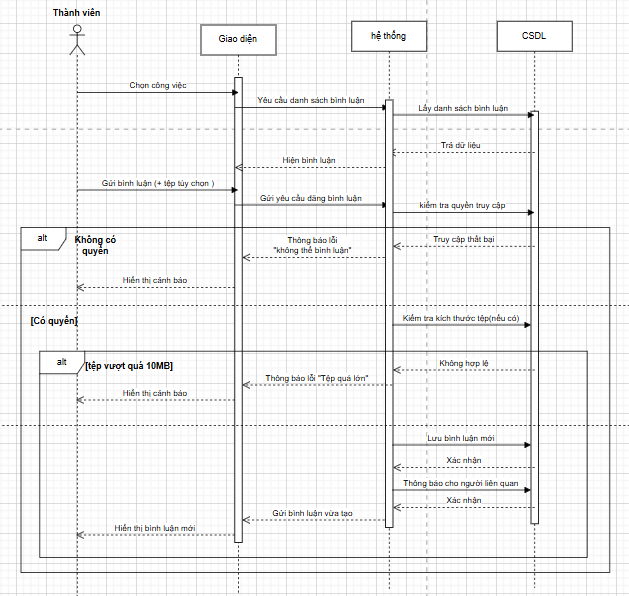 Thành viên
Giao diện
hệ thống
CSDL
Chọn công việc
Yêu cầu danh sách bình luận
Lấy danh sách bình luận
Trả dữ liệu
Hiện bình luận
Gửi bình luận (+ tệp tùy chọn )
Gửi yêu cầu đăng bình luận
kiểm tra quyền truy cập
alt
Không có
quyền
Truy cập thất bại
Thông báo lỗi
"không thể bình luận"
Hiển thị cảnh báo
[Có quyền]
Kiểm tra kích thước tệp(nếu có)
alt
[tệp vượt quá 10MB]
Không hợp lệ
Thông báo lỗi "Tệp quá lớn"
Hiển thị cảnh báo
Lưu bình luận mới
Xác nhận
Thông báo cho người liên quan
Xác nhận
Gửi bình luận vừa tạo
Hiển thị bình luận mới